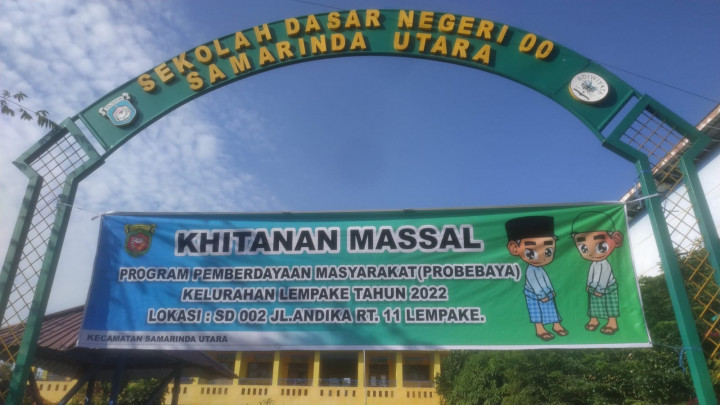 SEKOLAH DASAR NEGERI 00
SAMARINDA UTARA
ADIWIYATA
KHITANAN MASSAL
PROGRAM PEMBERDAYAAN MASYARAKAT(PROBEBAYA)
KELURAHAN LEMPAKE TAHUN 2022
LOKASI : SD 002 JL.ANDIKA RT. 11 LEMPAKE.
KECAMATAN SAMARINDA UTARA